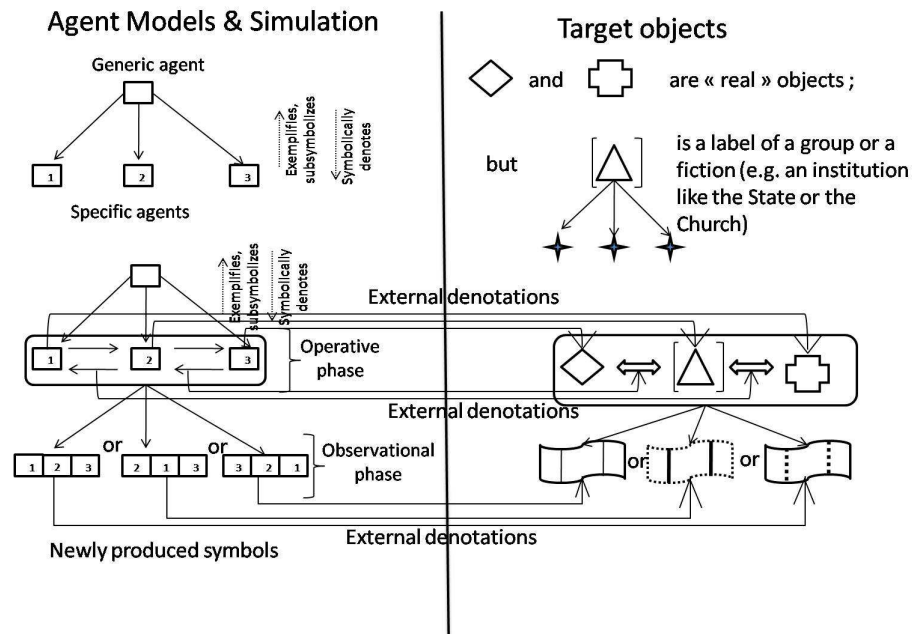 Agent Models & Simulation
Generic agent
Exemplifies,
subsymbolizes
Symbolically
denotes
1
2
3
Specific agents
Target objects
and
are « real » objects ;
but
is a label of a group or a
fiction (e.g. an institution
like the State or the
Church)
Exemplifies,
subsymbolizes
Symbolically
denotes
External denotations
1
2
3
Operative
phase
External denotations
or
or
1 2 3
2 1 3
3 2 1
Observational
phase
or
or
External denotations
Newly produced symbols